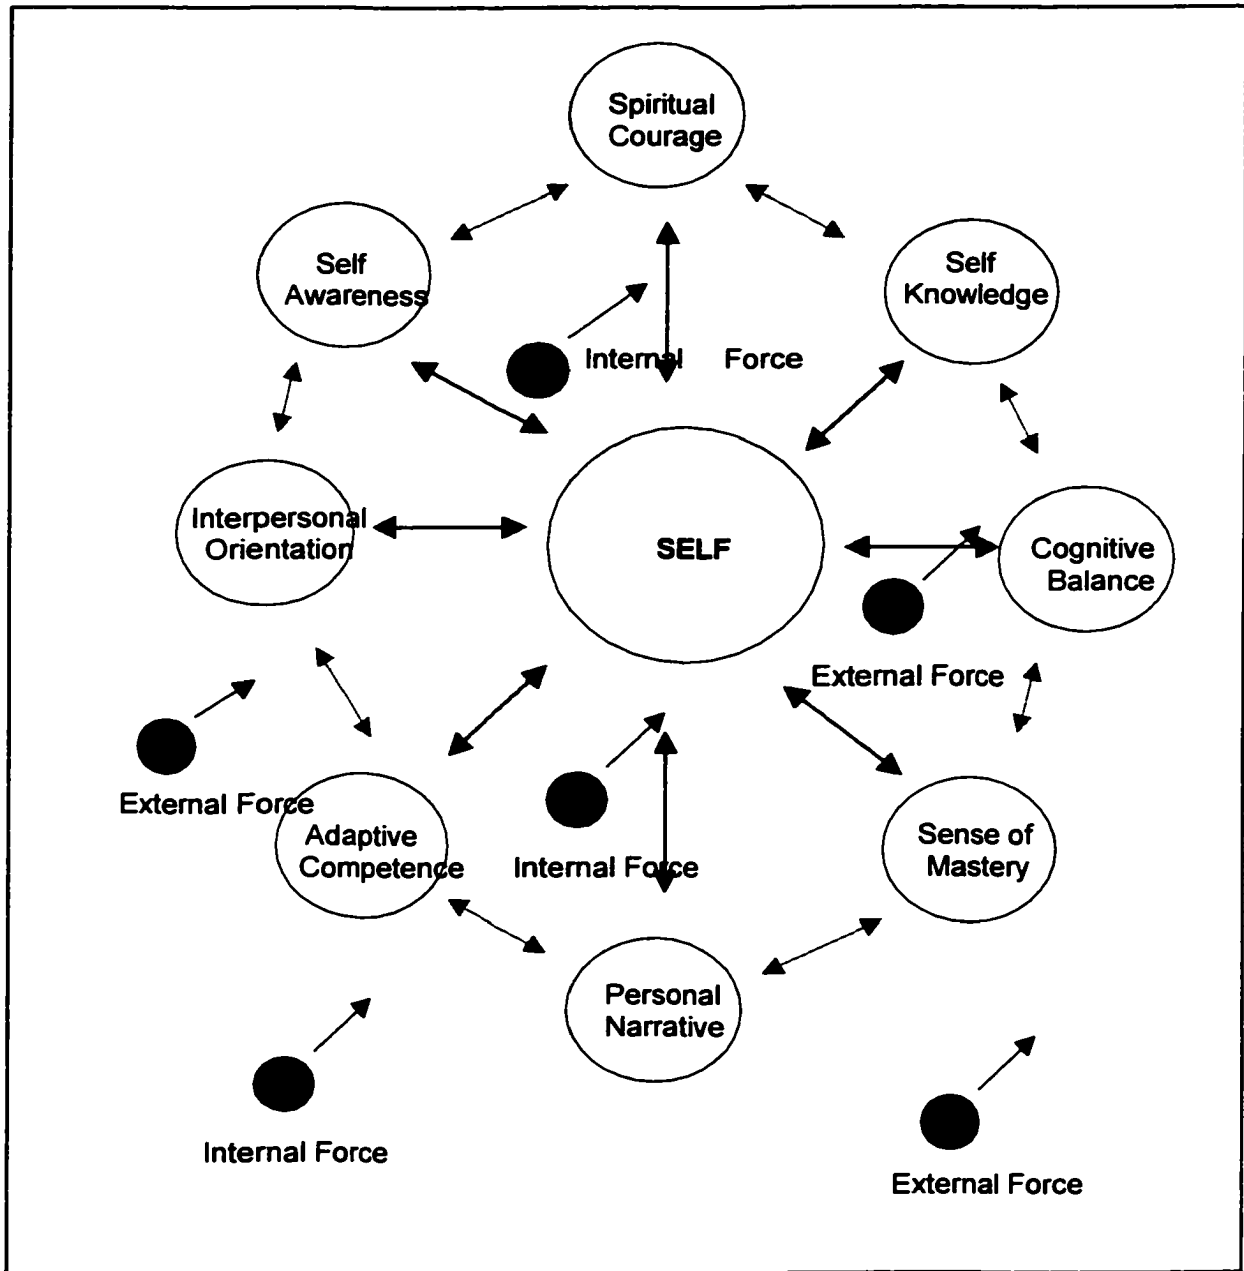 Spiritual
Courage
Self
Awareness
Self
Knowledge
Internal Force
Interpersonal
Orientation
SELF
Cognitive
Balance
External Force
External Force
Adaptive
Competence
Internal Force
Sense of
Mastery
Personal
Narrative
Internal Force
External Force